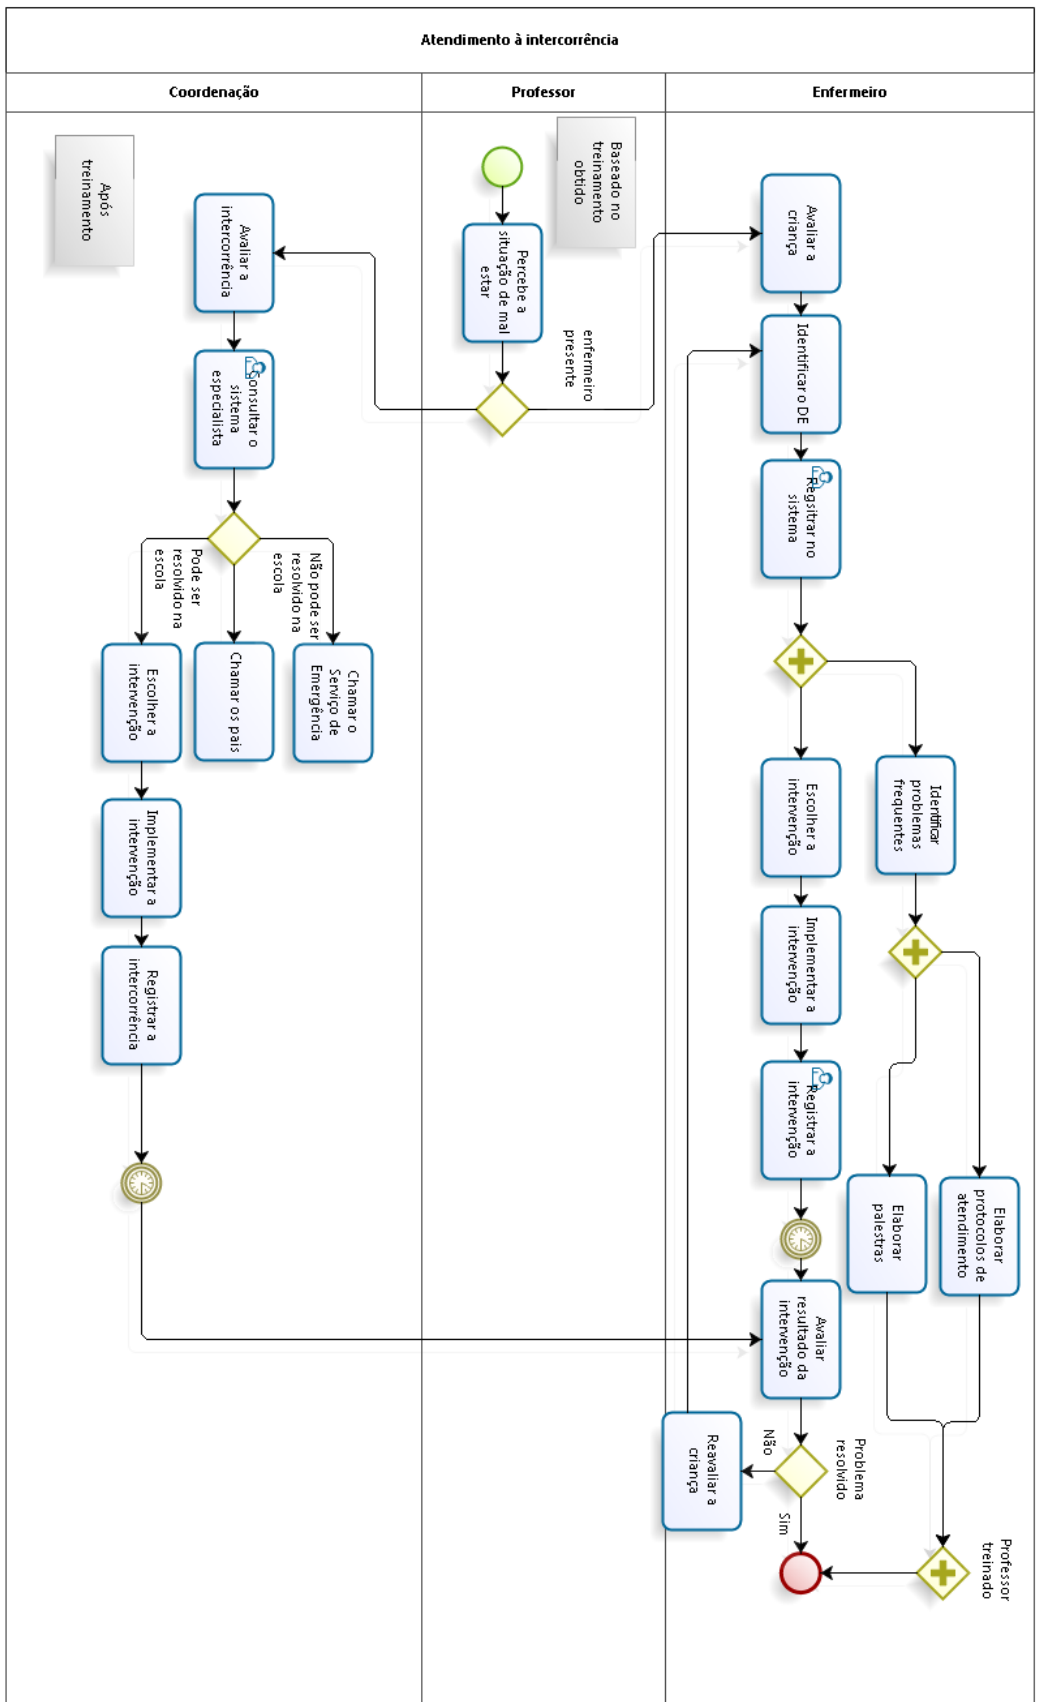 Atendimento à intercorrência
Coordenação
Professor
Enfermeiro
Após
treinamento
Avaliar a
intercorrência
Consultar o
sistema
especialista
Pode ser
resolvido na
escola
Não pode ser
resolvido na
escola
Escolher a
intervenção
Chamar os pais
Chamar o
Serviço de
Emergência
Implementar a
intervenção
Registrar a
intercorrência
Baseado no
treinamento
obtido
Percebe a
situação de mal
estar
enfermeiro
presente
Avaliar a
criança
Identificar o DE
Regsitrar no
sistema
Identificar
problemas
frequentes
Escolher a
intervenção
Implementar a
intervenção
Registrar a
intervenção
Elaborar
palestras
Elaborar
protocolos de
atendimento
Avaliar
resultado da
intervenção
Problema
resolvido
Não
Sim
Reavaliar a
criança
Professor
treinado